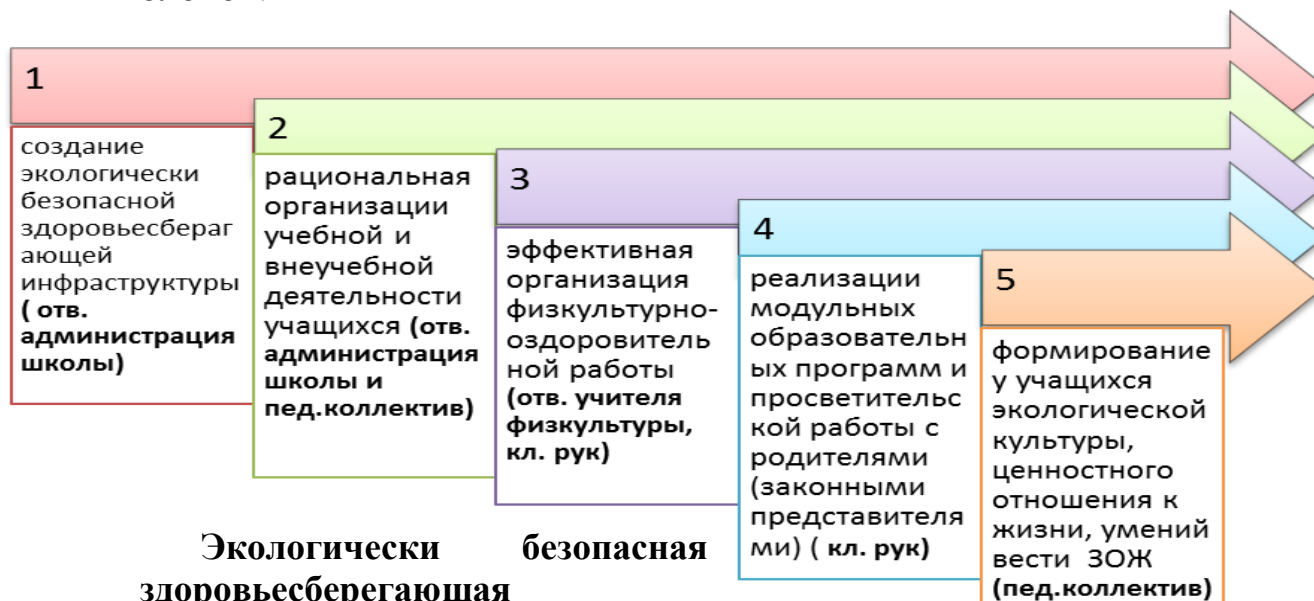 1
создание
экологически
безопасной
здоровьесберег
ающей
инфраструктуры
( отв.
администрация
школы)
2
рациональная
организации
учебной и
внеучебной
деятельности
учащихся (отв.
администрация
школы и
пед.коллектив)
3
эффективная
организация
физкультурно-
оздоровитель
ной работы
(отв. учителя
физкультуры,
кл. рук)
4
реализации
модульных
образовательн
ых программ и
просветительс
кой работы с
родителями
(законными
представителя
ми) ( кл. рук)
5
формирование
у учащихся
экологической
культуры,
ценностного
отношения к
жизни, умений
вести ЗОЖ
(пед.коллектив)
Экологически безопасная
здоровьесберегающая